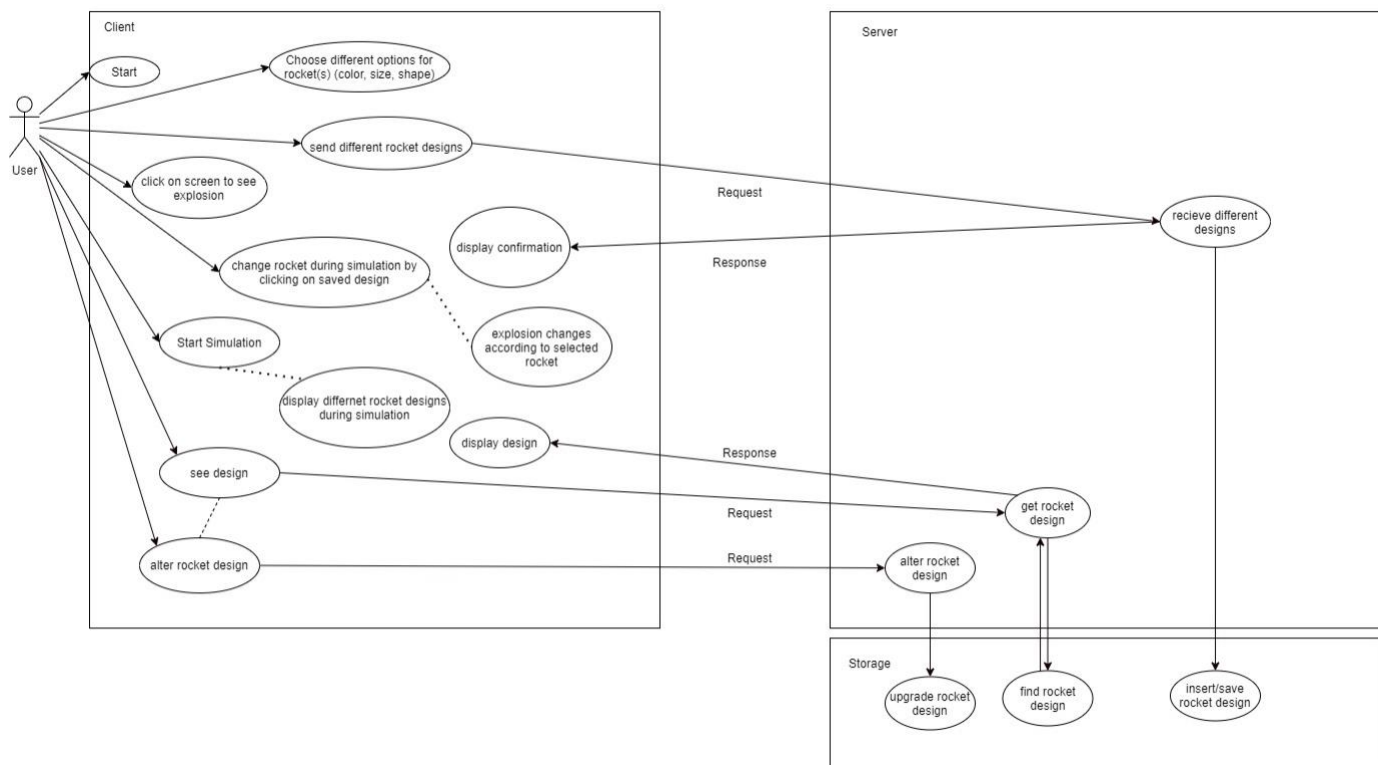 Client
Server
Start
Choose different options for
rocket(s) (color, size, shape)
User
send different rocket designs
click on screen to see
explosion
Request
recieve different
designs
display confirmation
Response
change rocket during simulation by
clicking on saved design
Start Simulation
explosion changes
according to selected
rocket
display differnet rocket designs
during simulation
display design
Response
see design
Request
get rocket
design
alter rocket design
Request
alter rocket
design
Storage
upgrade rocket
design
find rocket
design
insert/save
rocket design